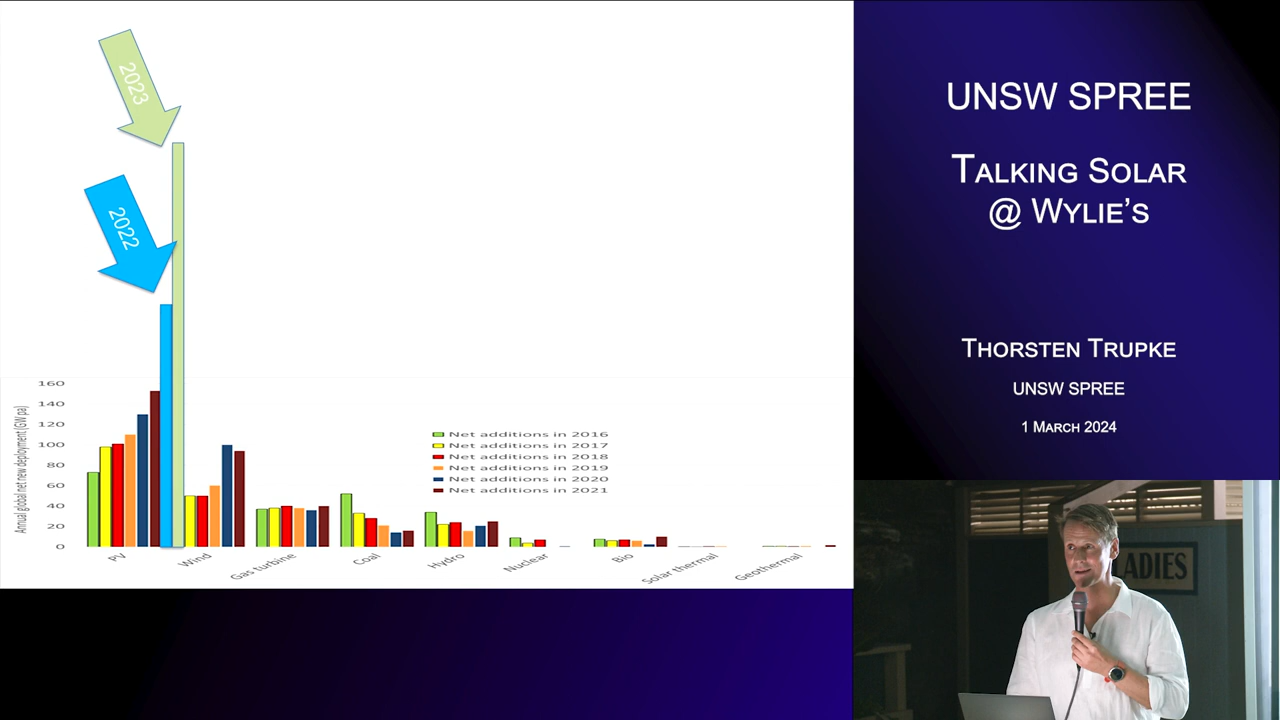 2023
2022
160
140
120
100
80
60
40
20
0
Annual global net new deployment (GW pa)
Net additions in 2016
Net additions in 2017
Net additions in 2018
Net additions in 2019
Net additions in 2020
Net additions in 2021
PV
Wind
Gas turbine
Coal
Hydro
Nuclear
Bio
Solar thermal
Geothermal
UNSW SPREE
TALKING SOLAR
@ WYLIE'S
THORSTEN TRUPKE
UNSW SPREE
1 MARCH 2024
LADIES